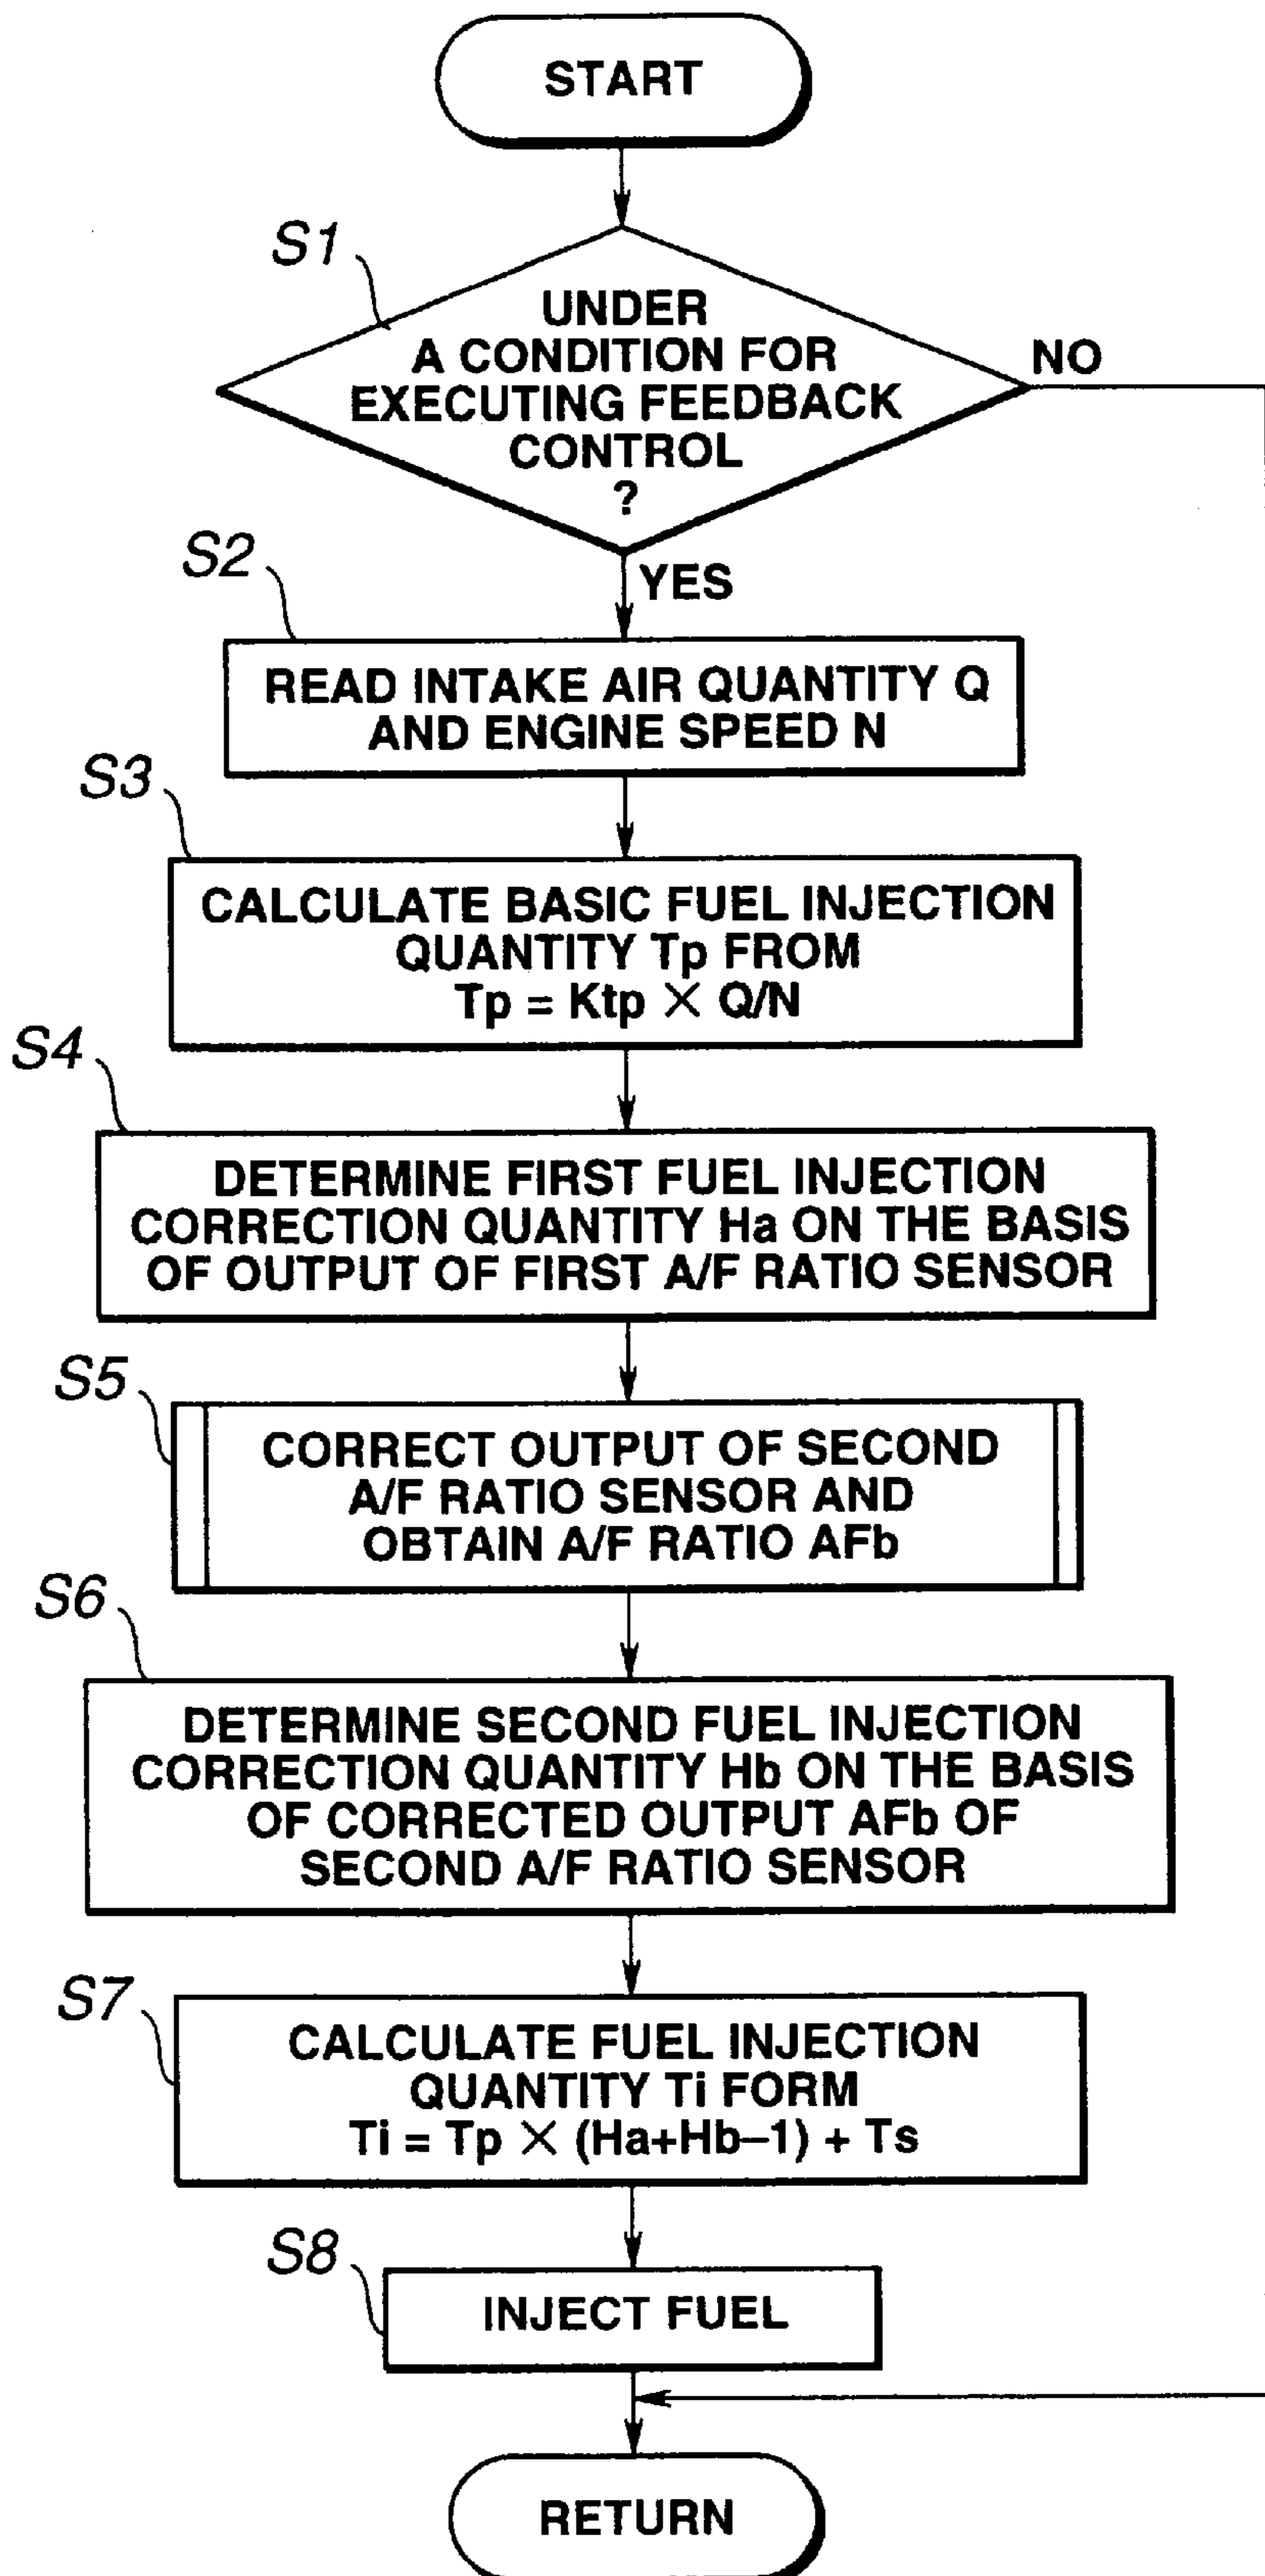 START
S1
UNDER
A CONDITION FOR
EXECUTING FEEDBACK
CONTROL
?
NO
YES
S2
READ INTAKE AIR QUANTITY Q
AND ENGINE SPEED N
S3
CALCULATE BASIC FUEL INJECTION
QUANTITY Tp FROM
Tp = Ktp × Q/N
S4
DETERMINE FIRST FUEL INJECTION
CORRECTION QUANTITY Ha ON THE BASIS
OF OUTPUT OF FIRST A/F RATIO SENSOR
S5
CORRECT OUTPUT OF SECOND
A/F RATIO SENSOR AND
OBTAIN A/F RATIO AFb
S6
DETERMINE SECOND FUEL INJECTION
CORRECTION QUANTITY Hb ON THE BASIS
OF CORRECTED OUTPUT AFb OF
SECOND A/F RATIO SENSOR
S7
CALCULATE FUEL INJECTION
QUANTITY Ti FORM
Ti = Tp × (Ha+Hb–1) + Ts
S8
INJECT FUEL
RETURN